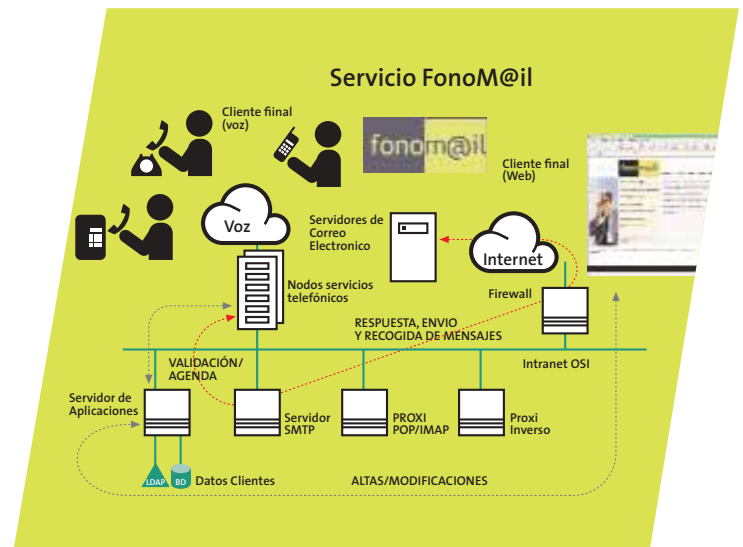 Servicio FonoM@il
Cliente fiinal
(voz)
fonom@il
Cliente final
(Web)
Voz
Servidores de
Correo
Electronico
Internet
Nodos servicios
telefónicos
Firewall
RESPUESTA, ENVIO
Y RECOGIDA DE MENSAJES
Intranet OSI
VALIDACIÓN/
AGENDA
Servidor de
Aplicaciones
Servidor
SMTP
PROXI
POP/IMAP
Proxi
Inverso
LDAP
BD
Datos Clientes
ALTAS/MODIFICACIONES